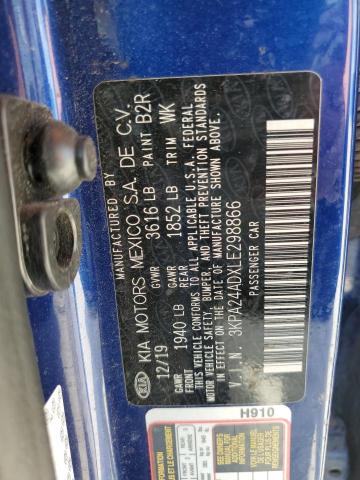 MANUFACTURED BY
KIA KIA MOTORS MEXICO S.A. DE C.V.
12/19 GVWR 3616 LB PAINT B2R
GAWR FRONT 1940 LB GAWR REAR 1852 LB TRIM WK
THIS VEHICLE CONFORMS TO ALL APPLICABLE U.S.A. FEDERAL
MOTOR VEHICLE SAFETY, BUMPER, AND THEFT PREVENTION STANDARDS
IN EFFECT ON THE DATE OF MANUFACTURE SHOWN ABOVE.
V.I.N. 3KPA24ADXLE298866
PASSENGER CAR
H910